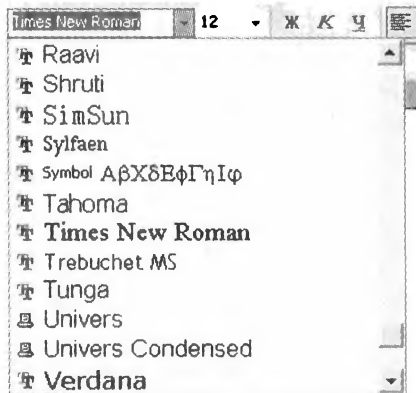 Times New Roman 12 Ж К Ч
Raavi
Shruti
SimSun
Sylfaen
Symbol ΑβΧδΕφΓηΙφ
Tahoma
Times New Roman
Trebuchet MS
Tunga
Univers
Univers Condensed
Verdana